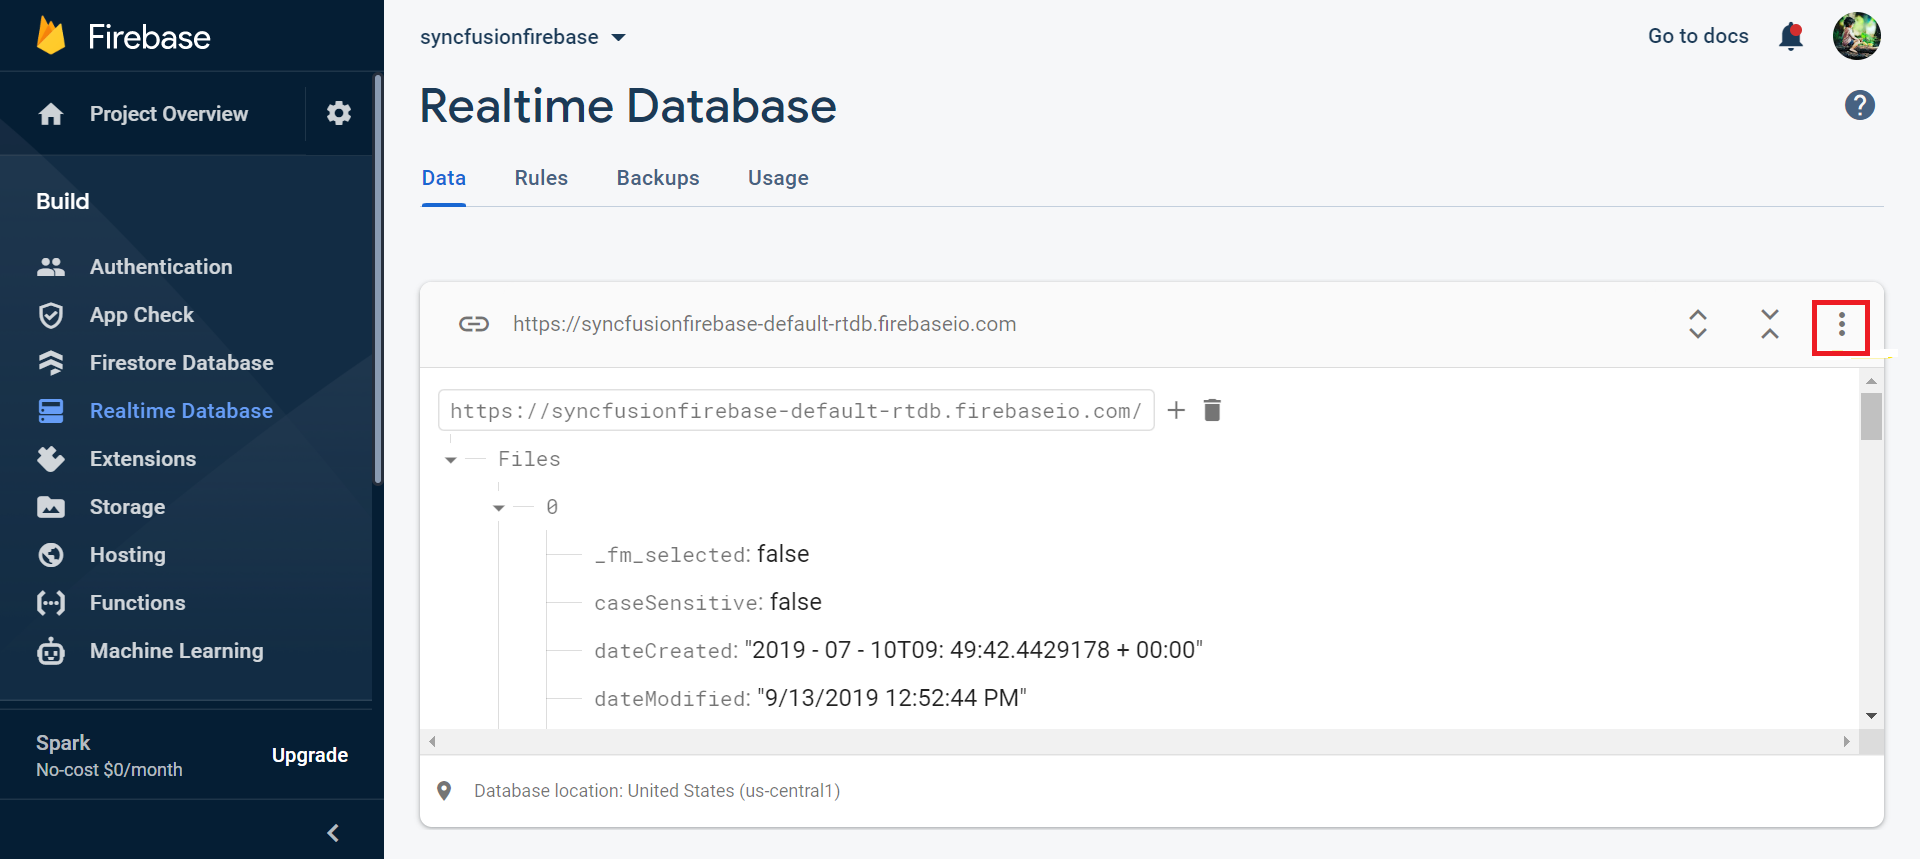 Firebase
Project Overview
Build
Authentication
App Check
Firestore Database
Realtime Database
Extensions
Storage
Hosting
Functions
Machine Learning
Spark
No-cost $0/month
Upgrade
syncfusionfirebase
Go to docs
Realtime Database
Data Rules Backups Usage
https://syncfusionfirebase-default-rtdb.firebaseio.com
https://syncfusionfirebase-default-rtdb.firebaseio.com/
Files
0
_fm_selected: false
caseSensitive: false
dateCreated: "2019 - 07 - 10T09: 49:42.4429178 + 00:00"
dateModified: "9/13/2019 12:52:44 PM"
Database location: United States (us-central1)